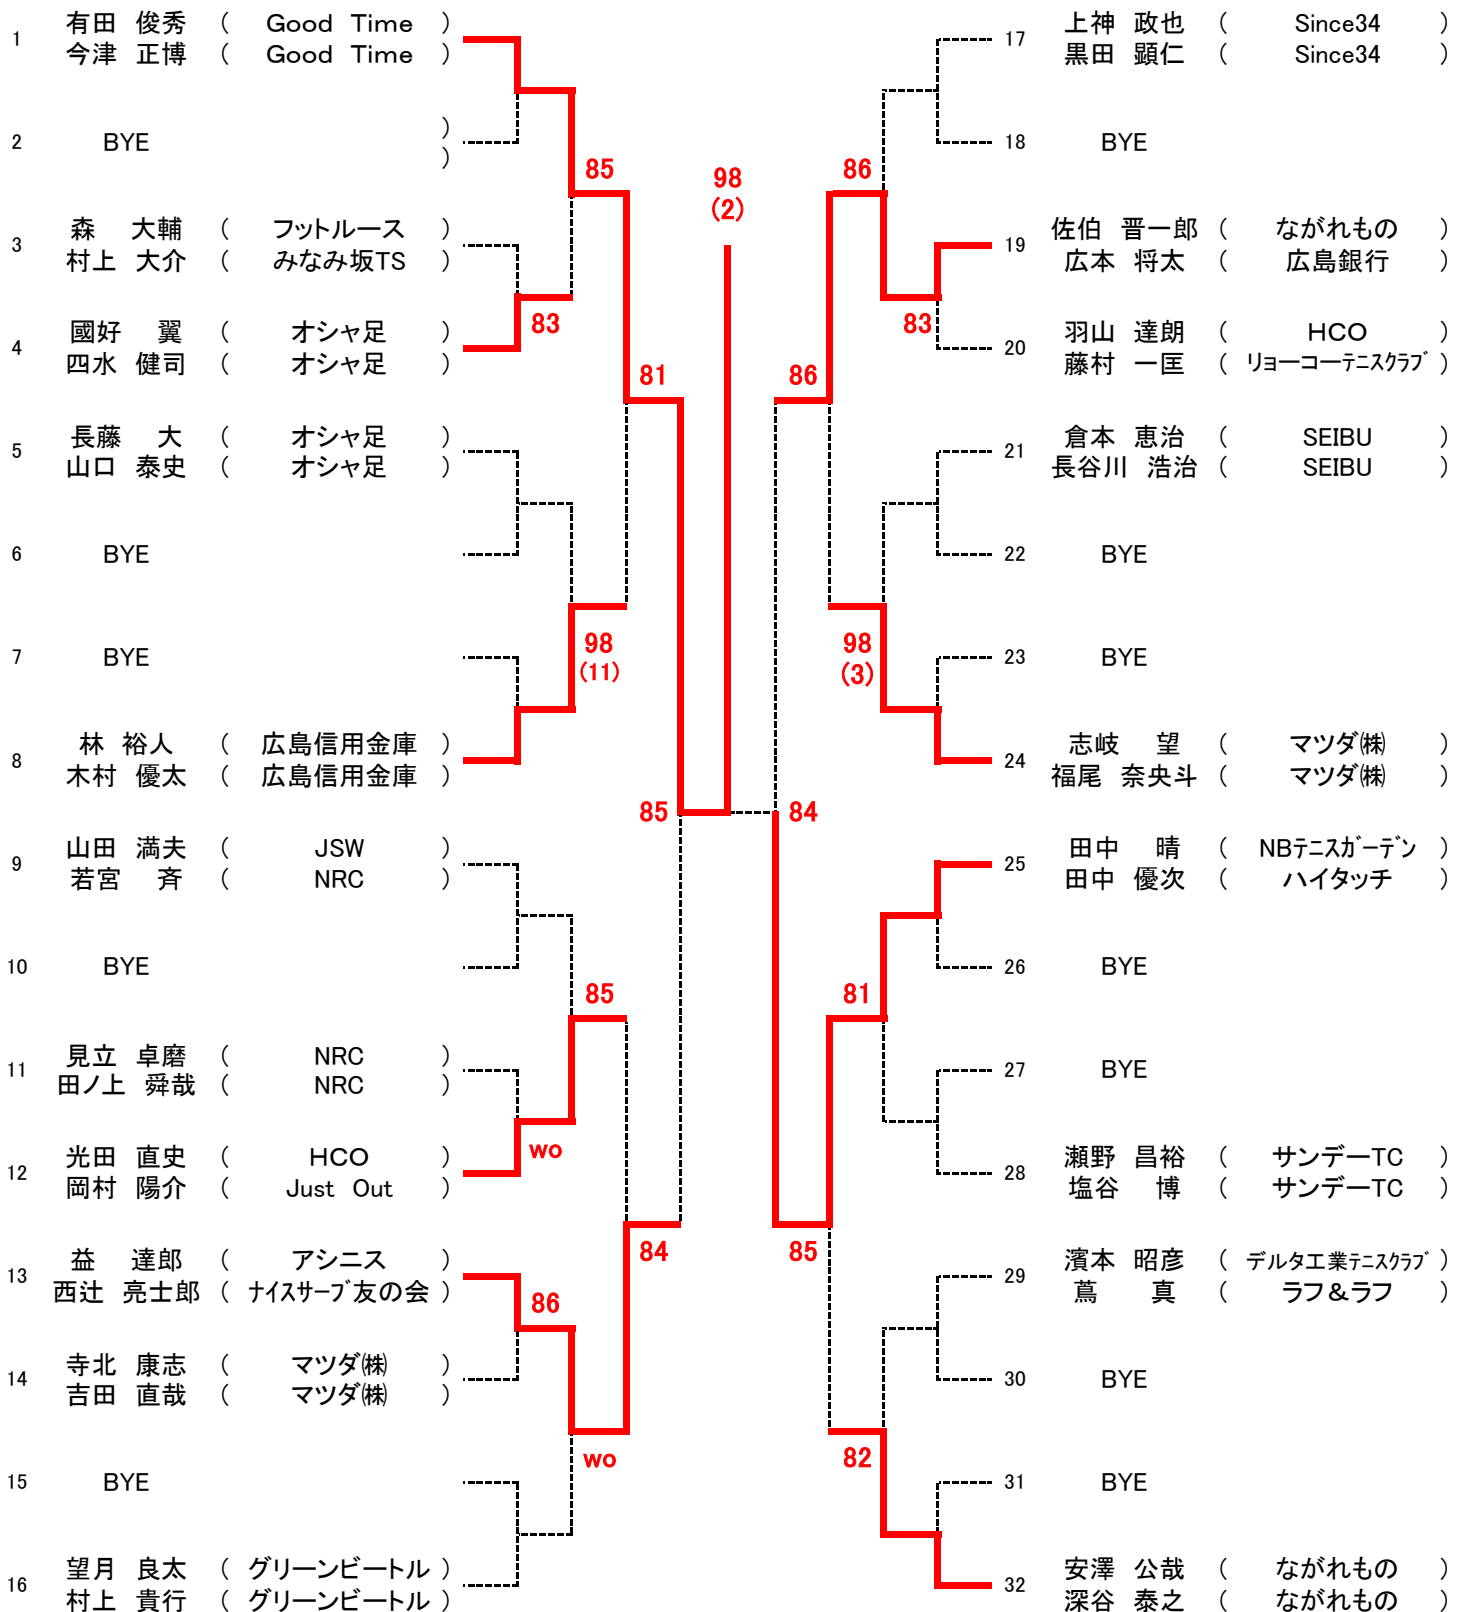 1 有田 俊秀 ( Good Time )
今津 正博 ( Good Time )
2 BYE )
)
3 森 大輔 ( フットルース )
村上 大介 ( みなみ坂TS )
4 國好 翼 ( オシャ足 )
四水 健司 ( オシャ足 )
5 長藤 大 ( オシャ足 )
山口 泰史 ( オシャ足 )
6 BYE
7 BYE
8 林 裕人 ( 広島信用金庫 )
木村 優太 ( 広島信用金庫 )
9 山田 満夫 ( JSW )
若宮 斉 ( NRC )
10 BYE
11 見立 卓磨 ( NRC )
田ノ上 舜哉 ( NRC )
12 光田 直史 ( HCO )
岡村 陽介 ( Just Out )
13 益 達郎 ( アシニス )
西辻 亮士郎 ( ナイスサーブ友の会 )
14 寺北 康志 ( マツダ㈱ )
吉田 直哉 ( マツダ㈱ )
15 BYE
16 望月 良太 ( グリーンビートル )
村上 貴行 ( グリーンビートル )
83
wo
86
85
98
(11)
85
wo
81
84
85
98
(2)
84
86
85
86
98
(3)
81
82
83
17 上神 政也 ( Since34 )
黒田 顕仁 ( Since34 )
18 BYE
19 佐伯 晋一郎 ( ながれもの )
広本 将太 ( 広島銀行 )
20 羽山 達朗 ( HCO )
藤村 一匡 ( リョーコーテニスクラブ )
21 倉本 恵治 ( SEIBU )
長谷川 浩治 ( SEIBU )
22 BYE
23 BYE
24 志岐 望 ( マツダ㈱ )
福尾 奈央斗 ( マツダ㈱ )
25 田中 晴 ( NBテニスガーデン )
田中 優次 ( ハイタッチ )
26 BYE
27 BYE
28 瀬野 昌裕 ( サンデーTC )
塩谷 博 ( サンデーTC )
29 濱本 昭彦 ( デルタ工業テニスクラブ )
蔦 真 ( ラフ&ラフ )
30 BYE
31 BYE
32 安澤 公哉 ( ながれもの )
深谷 泰之 ( ながれもの )